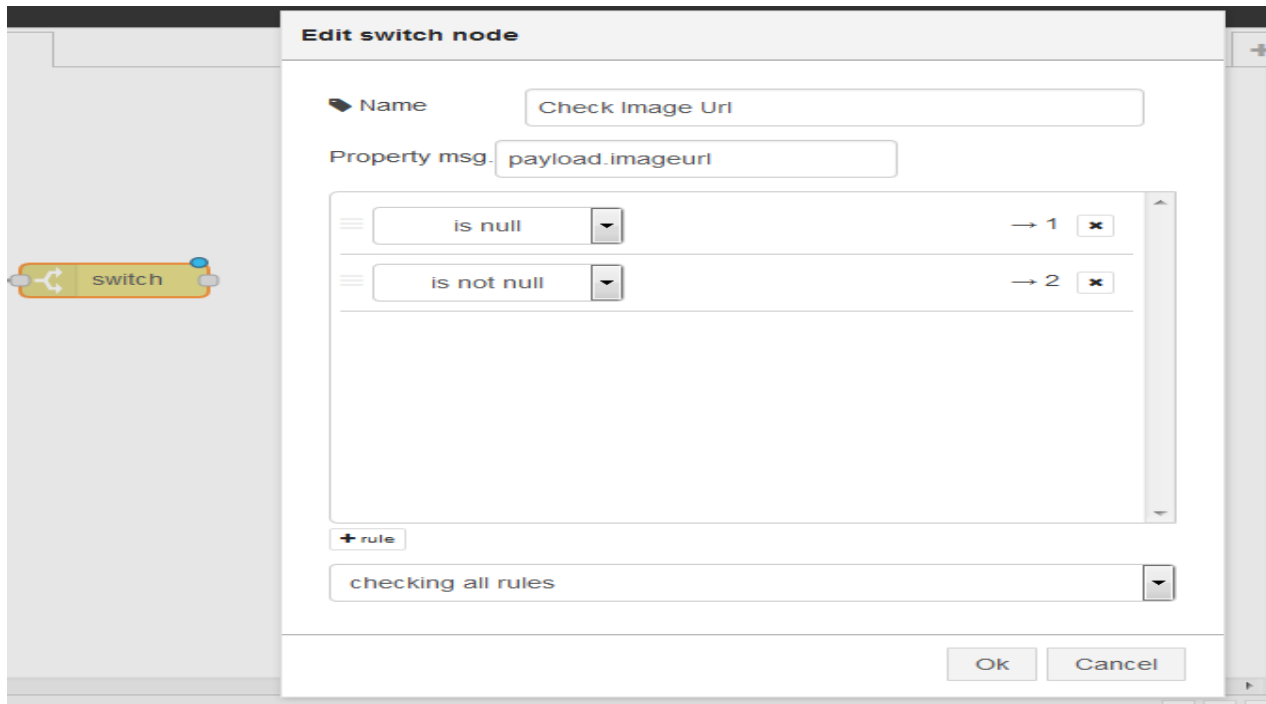 Edit switch node
Name Check Image Url
Property msg. payload.imageurl
is null → 1
switch
is not null → 2
+ rule
checking all rules
Ok Cancel